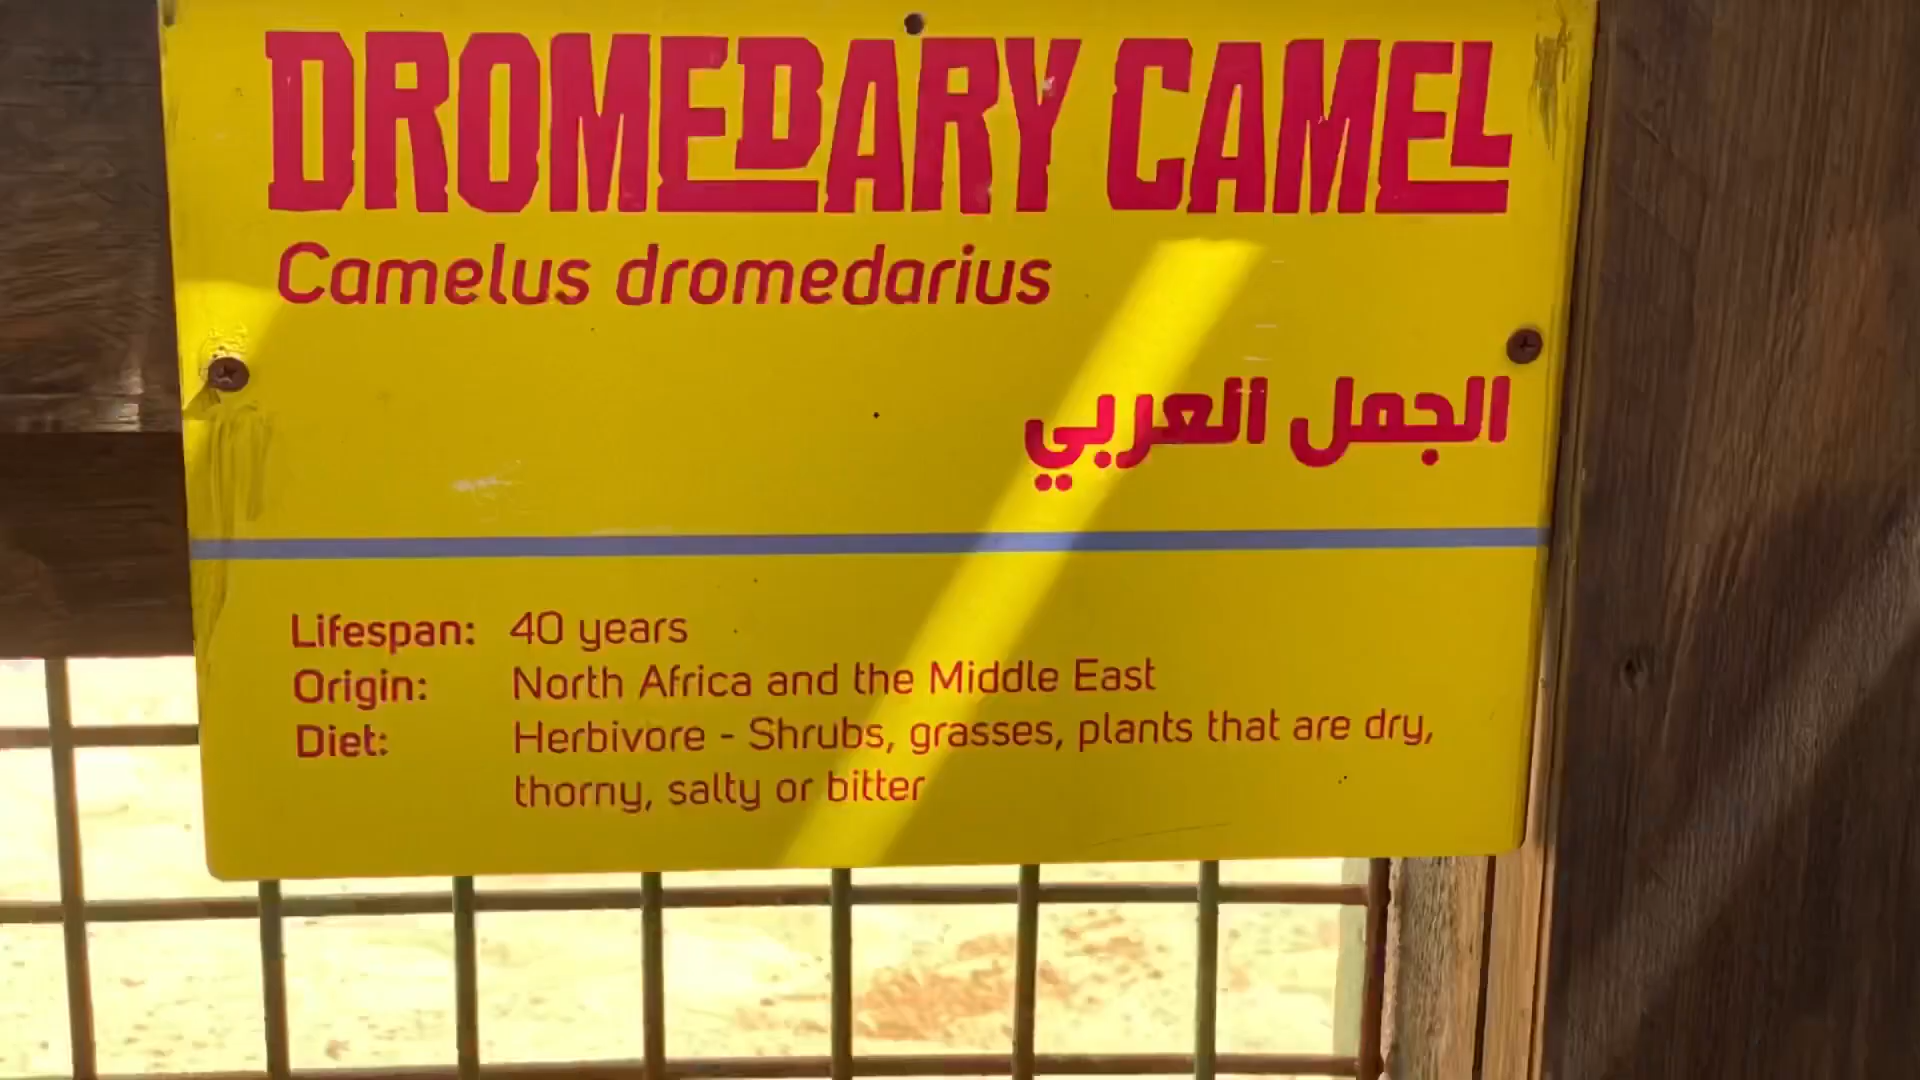 DROMEDARY CAMEL
Camelus dromedarius
الجمل العربي
Lifespan: 40 years
Origin: North Africa and the Middle East
Diet: Herbivore - Shrubs, grasses, plants that are dry,
thorny, salty or bitter